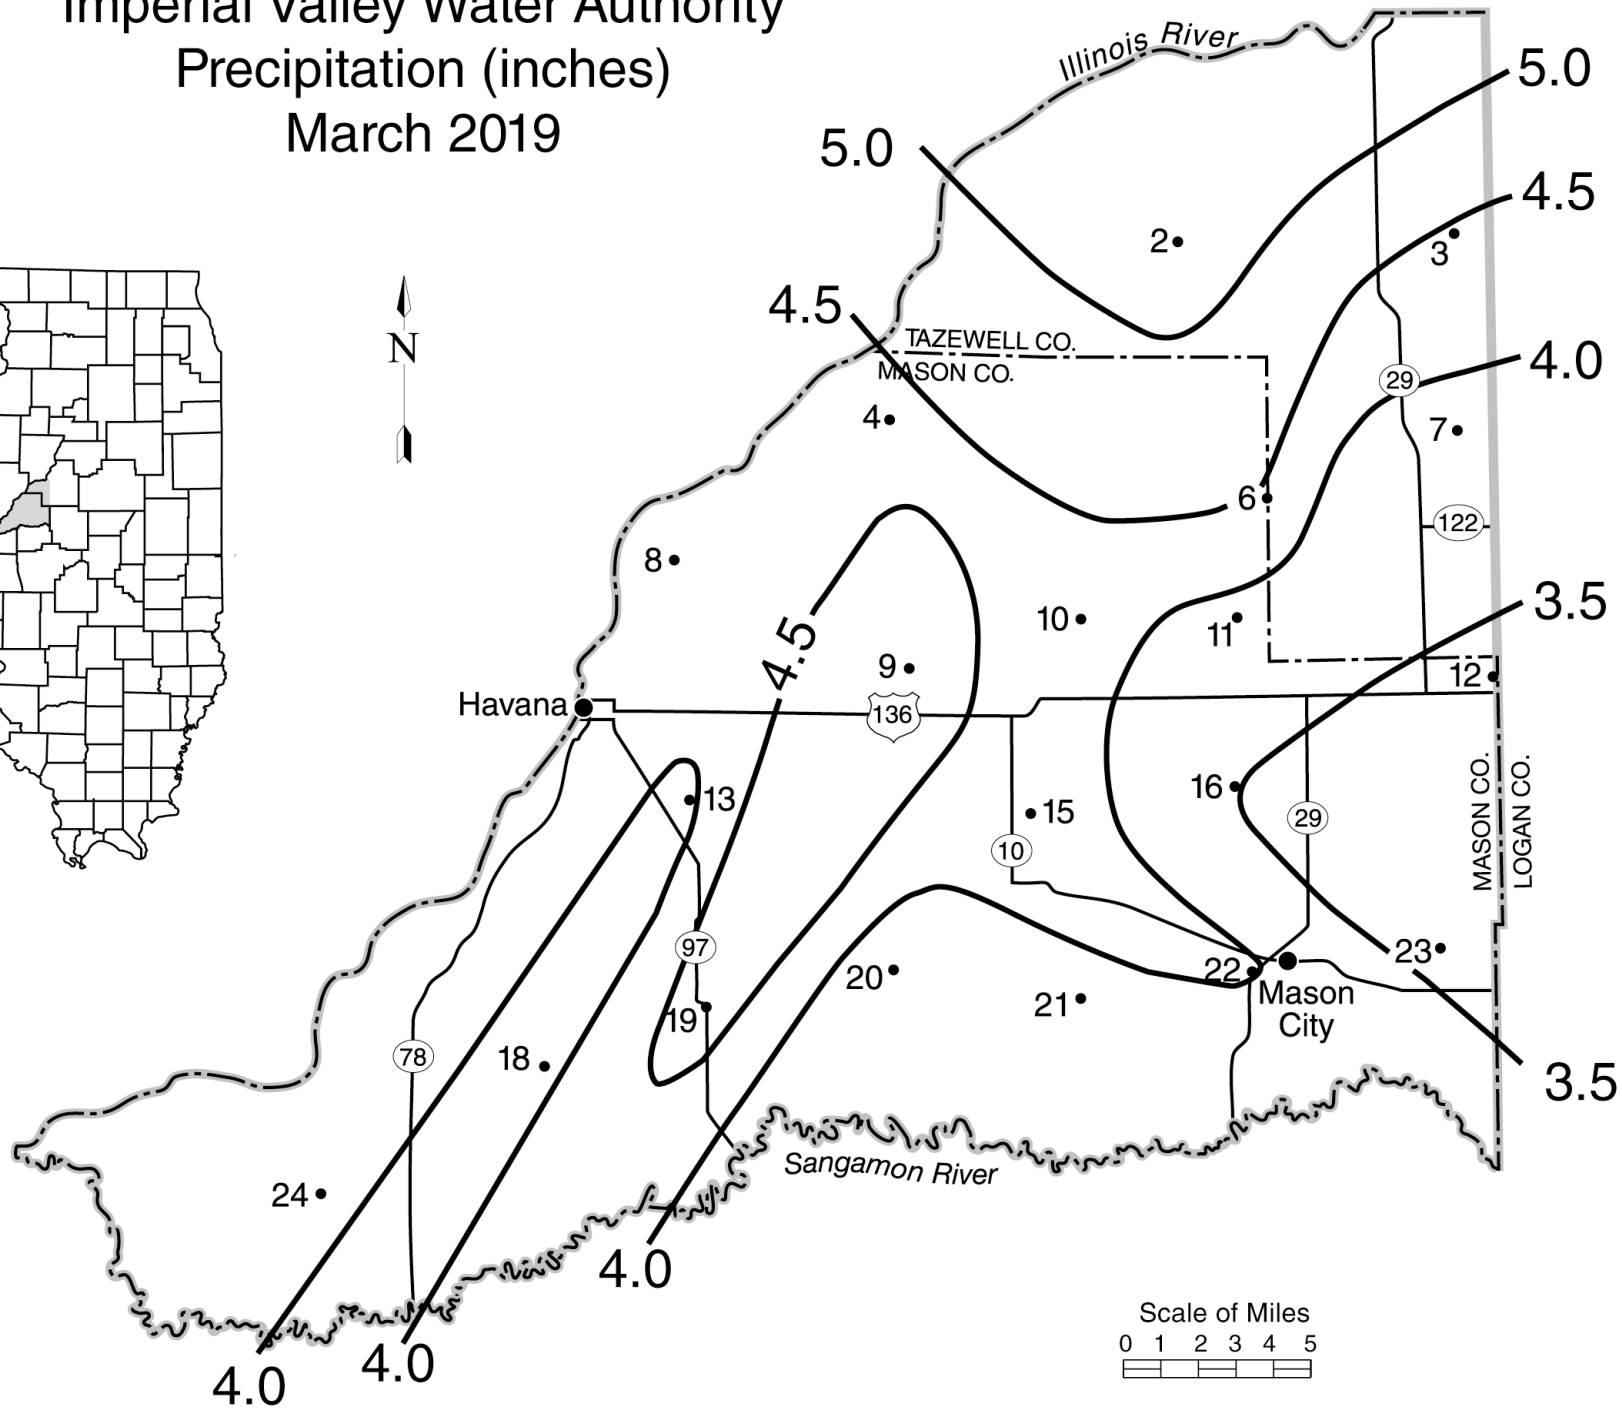 Imperial Valley Water Authority
Precipitation (inches)
March 2019
Illinois River
5.0
5.0
4.5
2
3
4.5
N
TAZEWELL CO.
MASON CO.
4.0
29
4
7
6
122
8
3.5
10
11
4.5
9
12
Havana
136
MASON CO.
LOGAN CO.
16
13
15
29
10
97
23
20
22
21
Mason
City
19
18
78
3.5
Sangamon River
24
4.0
4.0
4.0
Scale of Miles
0 1 2 3 4 5